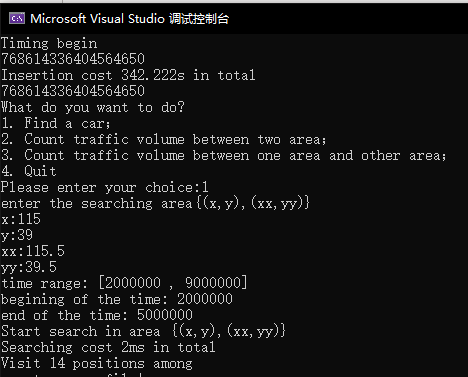 Microsoft Visual Studio 调试控制台
Timing begin
768614336404564650
Insertion cost 342.222s in total
768614336404564650
What do you want to do?
1. Find a car;
2. Count traffic volume between two area;
3. Count traffic volume between one area and other area;
4. Quit
Please enter your choice:1
enter the searching area{(x,y),(xx,yy)}
x:115
y:39
xx:115.5
yy:39.5
time range: [2000000 , 9000000]
begining of the time: 2000000
end of the time: 5000000
Start search in area {(x,y),(xx,yy)}
Searching cost 2ms in total
Visit 14 positions among